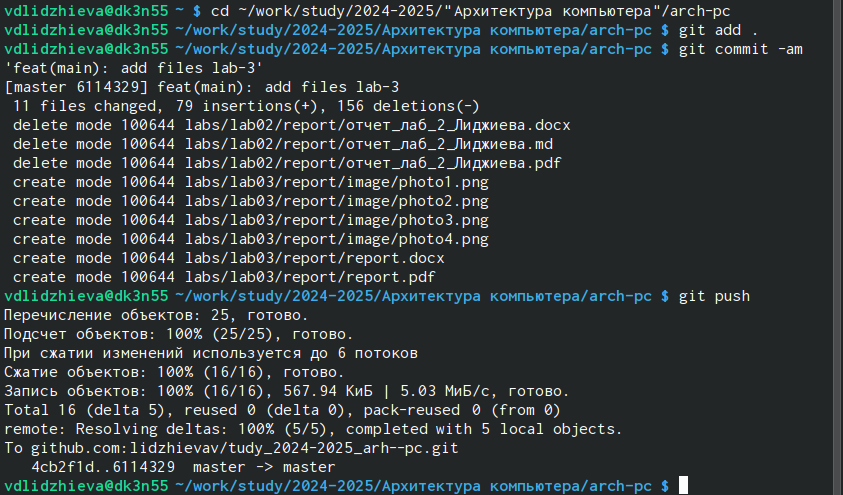 vdlidzhieva@dk3n55 ~ $ cd ~/work/study/2024-2025/"Архитектура компьютера"/arch-pc
vdlidzhieva@dk3n55 ~/work/study/2024-2025/Архитектура компьютера/arch-pc $ git add .
vdlidzhieva@dk3n55 ~/work/study/2024-2025/Архитектура компьютера/arch-pc $ git commit -am
'feat(main): add files lab-3'
[master 6114329] feat(main): add files lab-3
 11 files changed, 79 insertions(+), 156 deletions(-)
 delete mode 100644 labs/lab02/report/отчет_лаб_2_Лиджиева.docx
 delete mode 100644 labs/lab02/report/отчет_лаб_2_Лиджиева.md
 delete mode 100644 labs/lab02/report/отчет_лаб_2_Лиджиева.pdf
 create mode 100644 labs/lab03/report/image/photo1.png
 create mode 100644 labs/lab03/report/image/photo2.png
 create mode 100644 labs/lab03/report/image/photo3.png
 create mode 100644 labs/lab03/report/image/photo4.png
 create mode 100644 labs/lab03/report/report.docx
 create mode 100644 labs/lab03/report/report.pdf
vdlidzhieva@dk3n55 ~/work/study/2024-2025/Архитектура компьютера/arch-pc $ git push
Перечисление объектов: 25, готово.
Подсчет объектов: 100% (25/25), готово.
При сжатии изменений используется до 6 потоков
Сжатие объектов: 100% (16/16), готово.
Запись объектов: 100% (16/16), 567.94 КиБ | 5.03 МиБ/с, готово.
Total 16 (delta 5), reused 0 (delta 0), pack-reused 0 (from 0)
remote: Resolving deltas: 100% (5/5), completed with 5 local objects.
To github.com:lidzhievav/tudy_2024-2025_arh--pc.git
   4cb2f1d..6114329  master -> master
vdlidzhieva@dk3n55 ~/work/study/2024-2025/Архитектура компьютера/arch-pc $